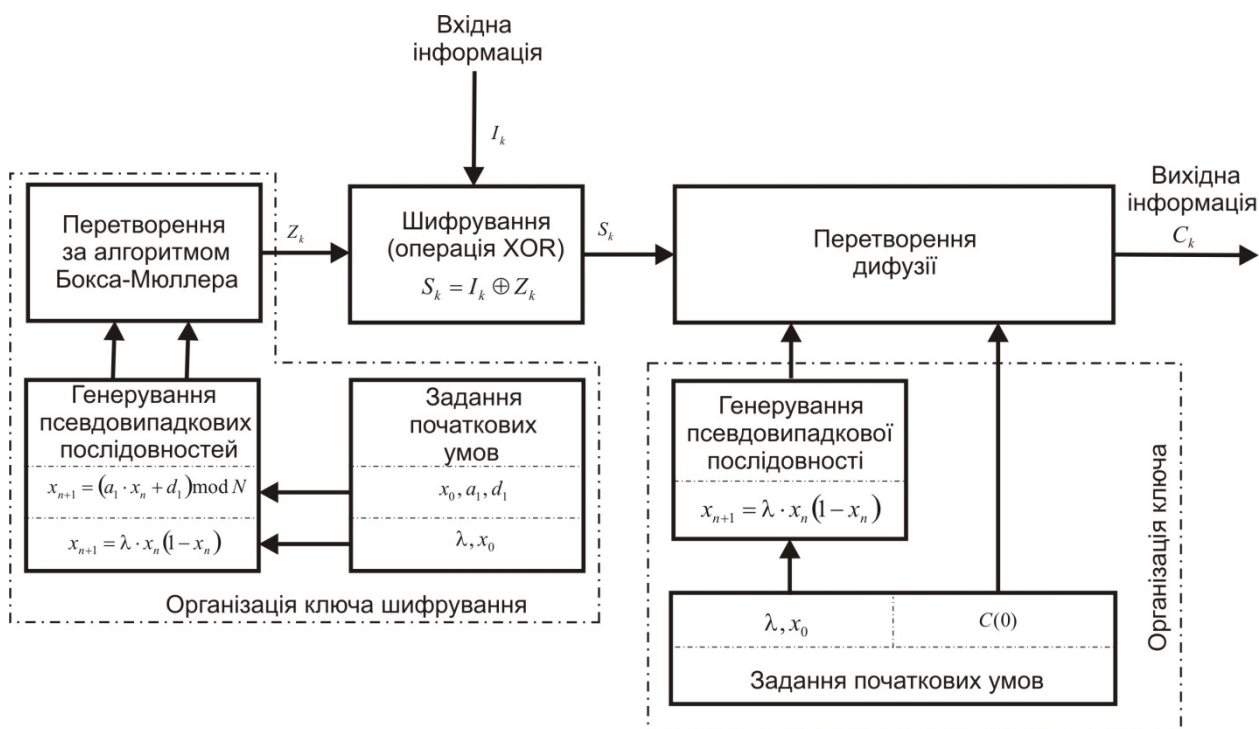 Вхідна
інформація
I_k
Перетворення
за алгоритмом
Бокса-Мюллера
Z_k
Шифрування
(операція XOR)
S_k = I_k ⊕ Z_k
S_k
Перетворення
дифузії
Вихідна
інформація
C_k
Генерування
псевдовипадкових
послідовностей
x_{n+1} = (a_1 · x_n + d_1) mod N
x_{n+1} = λ · x_n (1 − x_n)
Задання
початкових
умов
x_0, a_1, d_1
λ, x_0
Організація ключа шифрування
Генерування
псевдовипадкової
послідовності
x_{n+1} = λ · x_n (1 − x_n)
λ, x_0
C(0)
Задання початкових умов
Організація ключа